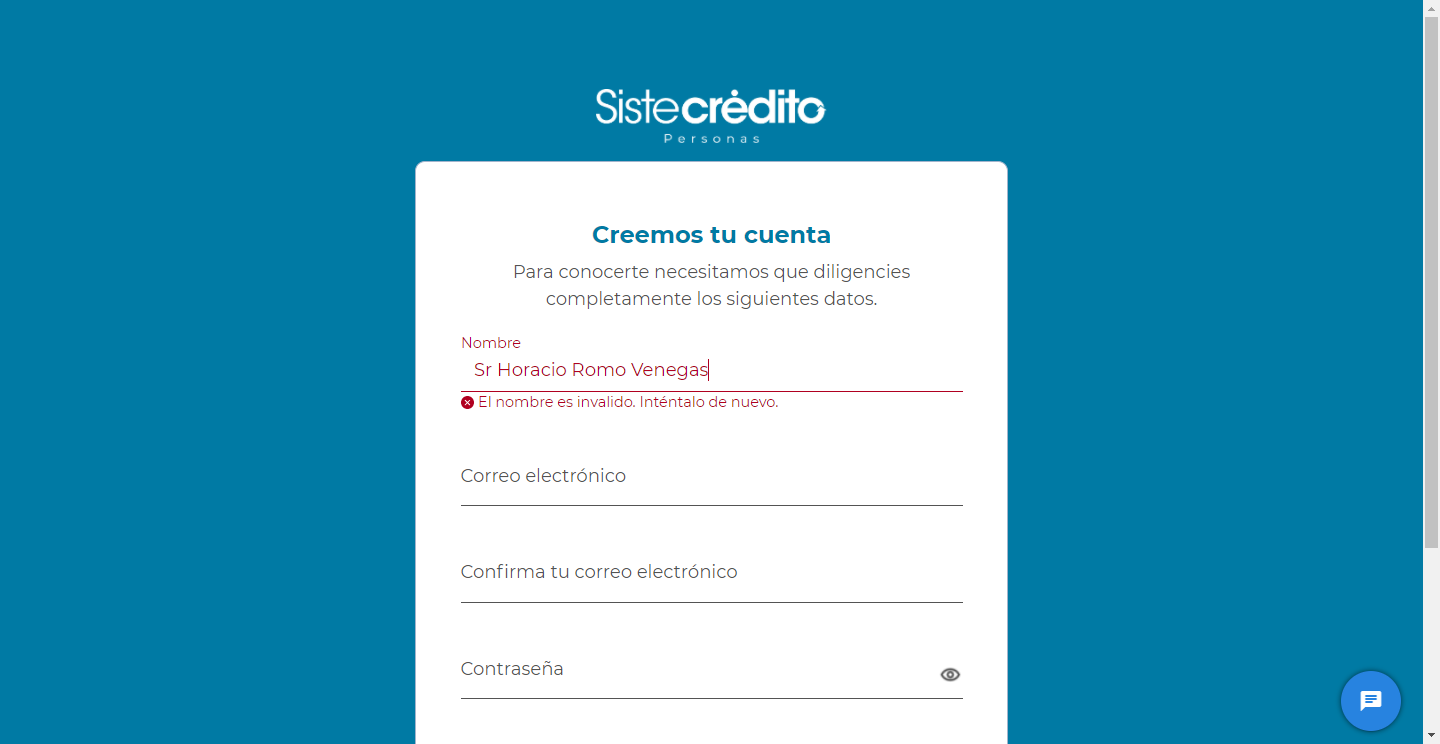 Sistecrédito
Personas
Creemos tu cuenta
Para conocerte necesitamos que diligencies
completamente los siguientes datos.
Nombre
Sr Horacio Romo Venegas
El nombre es invalido. Inténtalo de nuevo.
Correo electrónico
Confirma tu correo electrónico
Contraseña